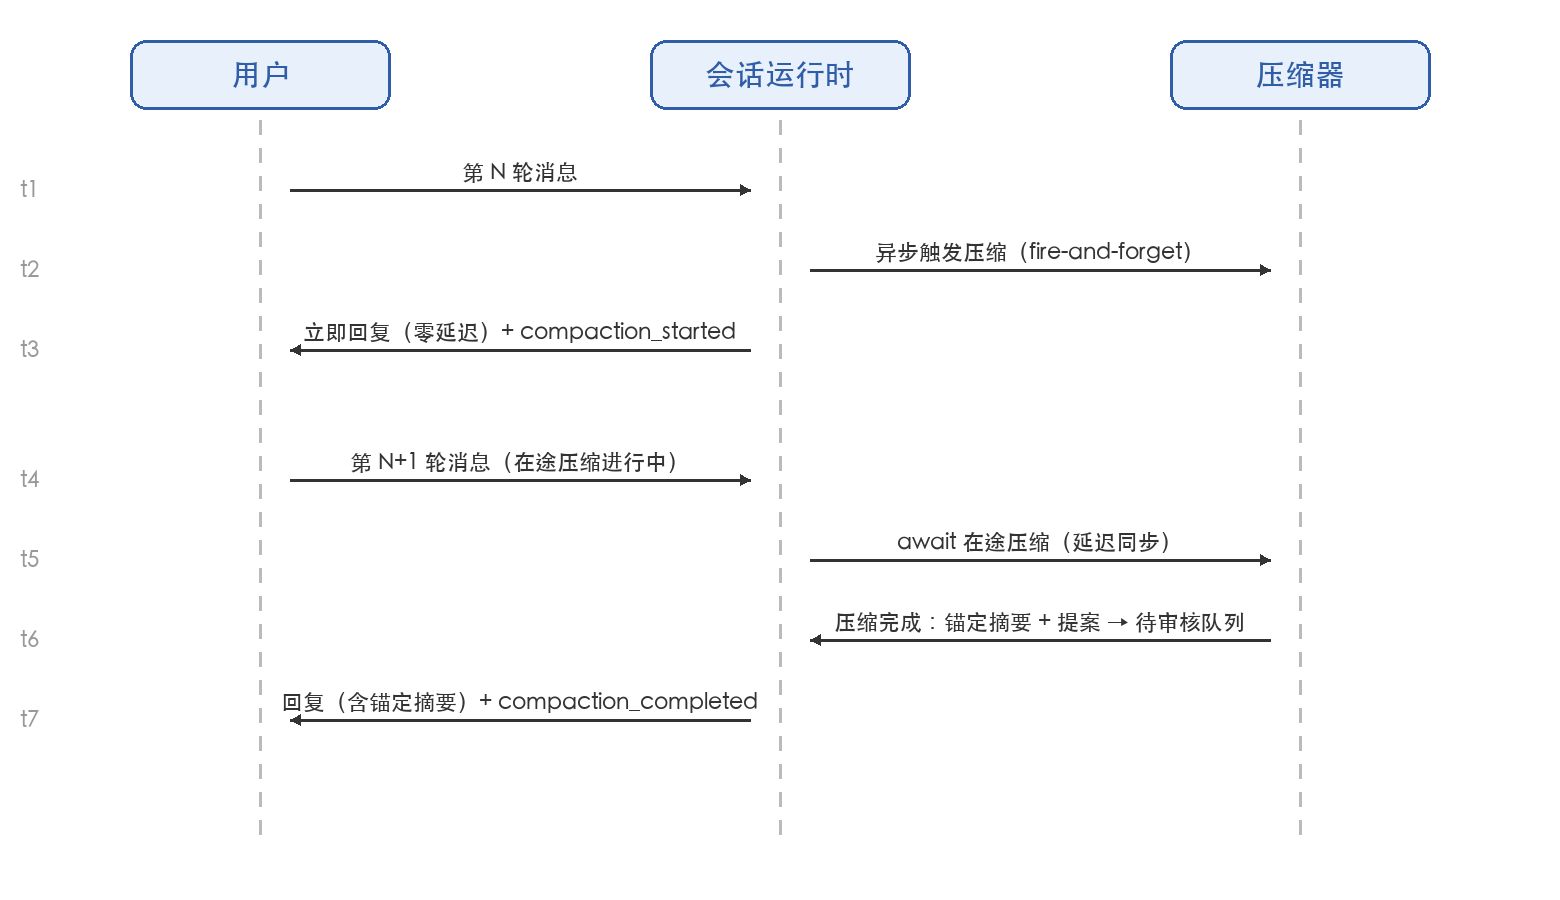 用户
会话运行时
压缩器
第 N 轮消息
t1
异步触发压缩（fire-and-forget）
t2
立即回复（零延迟）+ compaction_started
t3
第 N+1 轮消息（在途压缩进行中）
t4
await 在途压缩（延迟同步）
t5
压缩完成：锚定摘要 + 提案 → 待审核队列
t6
回复（含锚定摘要）+ compaction_completed
t7